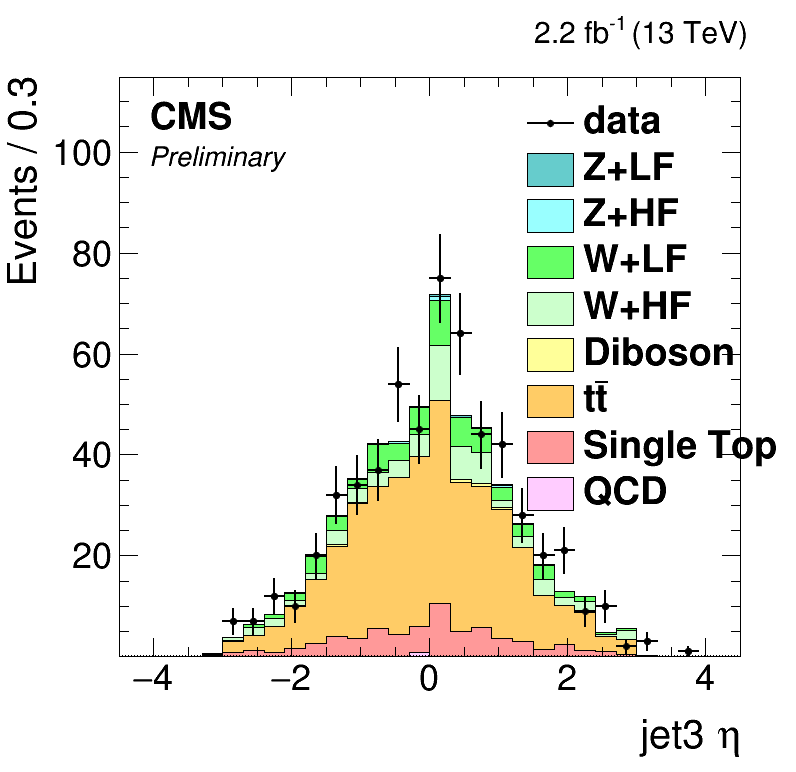 2.2 fb⁻¹ (13 TeV)
Events / 0.3
CMS
Preliminary
data
Z+LF
Z+HF
W+LF
W+HF
Diboson
tt̄
Single Top
QCD
100
80
60
40
20
−4 −2 0 2 4
jet3 η